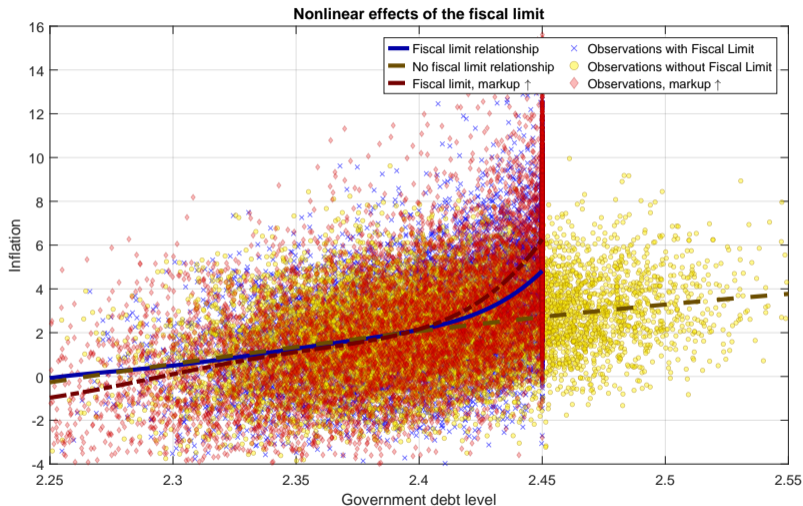 Nonlinear effects of the fiscal limit
Fiscal limit relationship
No fiscal limit relationship
Fiscal limit, markup ↑
Observations with Fiscal Limit
Observations without Fiscal Limit
Observations, markup ↑
16
14
12
10
8
6
4
2
0
-2
-4
Inflation
2.25
2.3
2.35
2.4
2.45
2.5
2.55
Government debt level